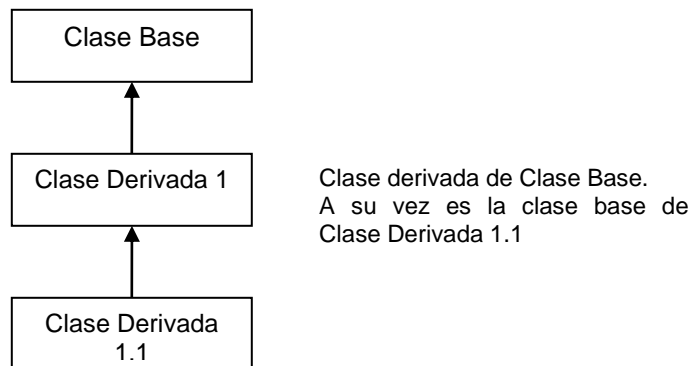 Clase Base
Clase Derivada 1
Clase derivada de Clase Base.
A su vez es la clase base de
Clase Derivada 1.1
Clase Derivada
1.1